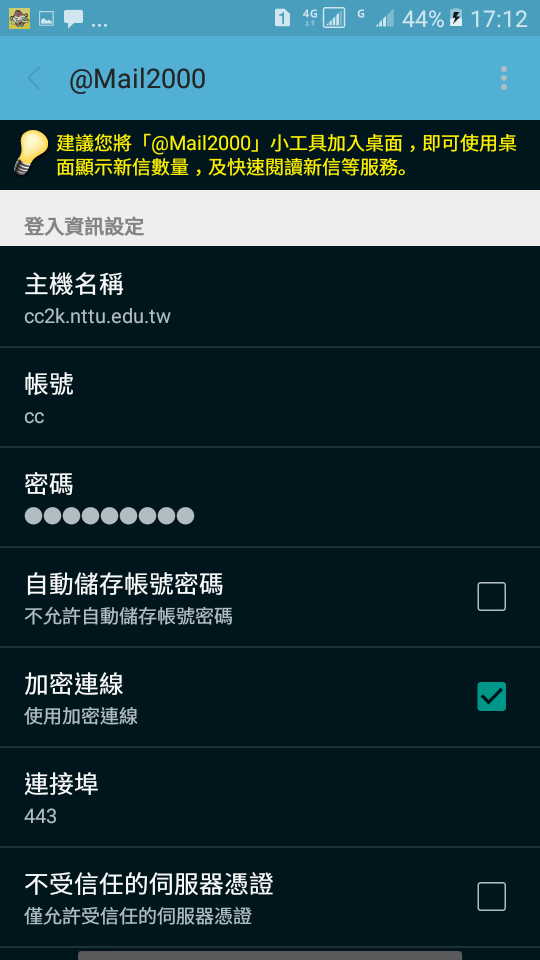 ... 1 4G G 44% 17:12
@Mail2000
建議您將「@Mail2000」小工具加入桌面，即可使用桌
面顯示新信數量，及快速閱讀新信等服務。
登入資訊設定
主機名稱
cc2k.nttu.edu.tw
帳號
cc
密碼
●●●●●●●●●
自動儲存帳號密碼
不允許自動儲存帳號密碼
加密連線
使用加密連線
連接埠
443
不受信任的伺服器憑證
僅允許受信任的伺服器憑證